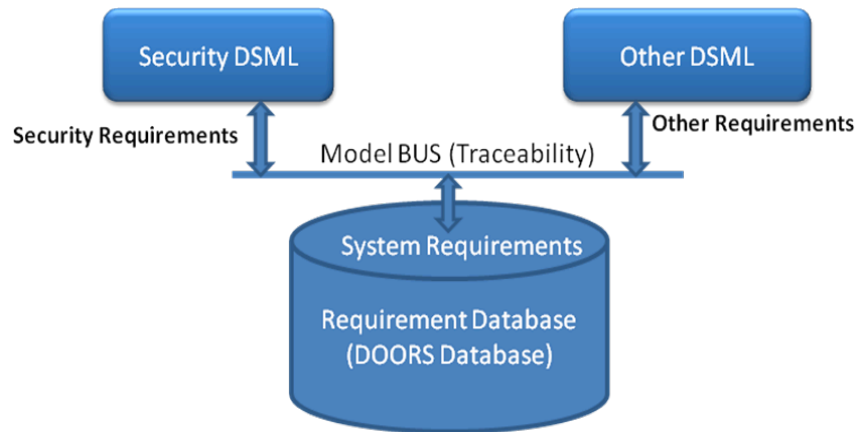 Security DSML
Other DSML
Security Requirements
Other Requirements
Model BUS (Traceability)
System Requirements
Requirement Database
(DOORS Database)